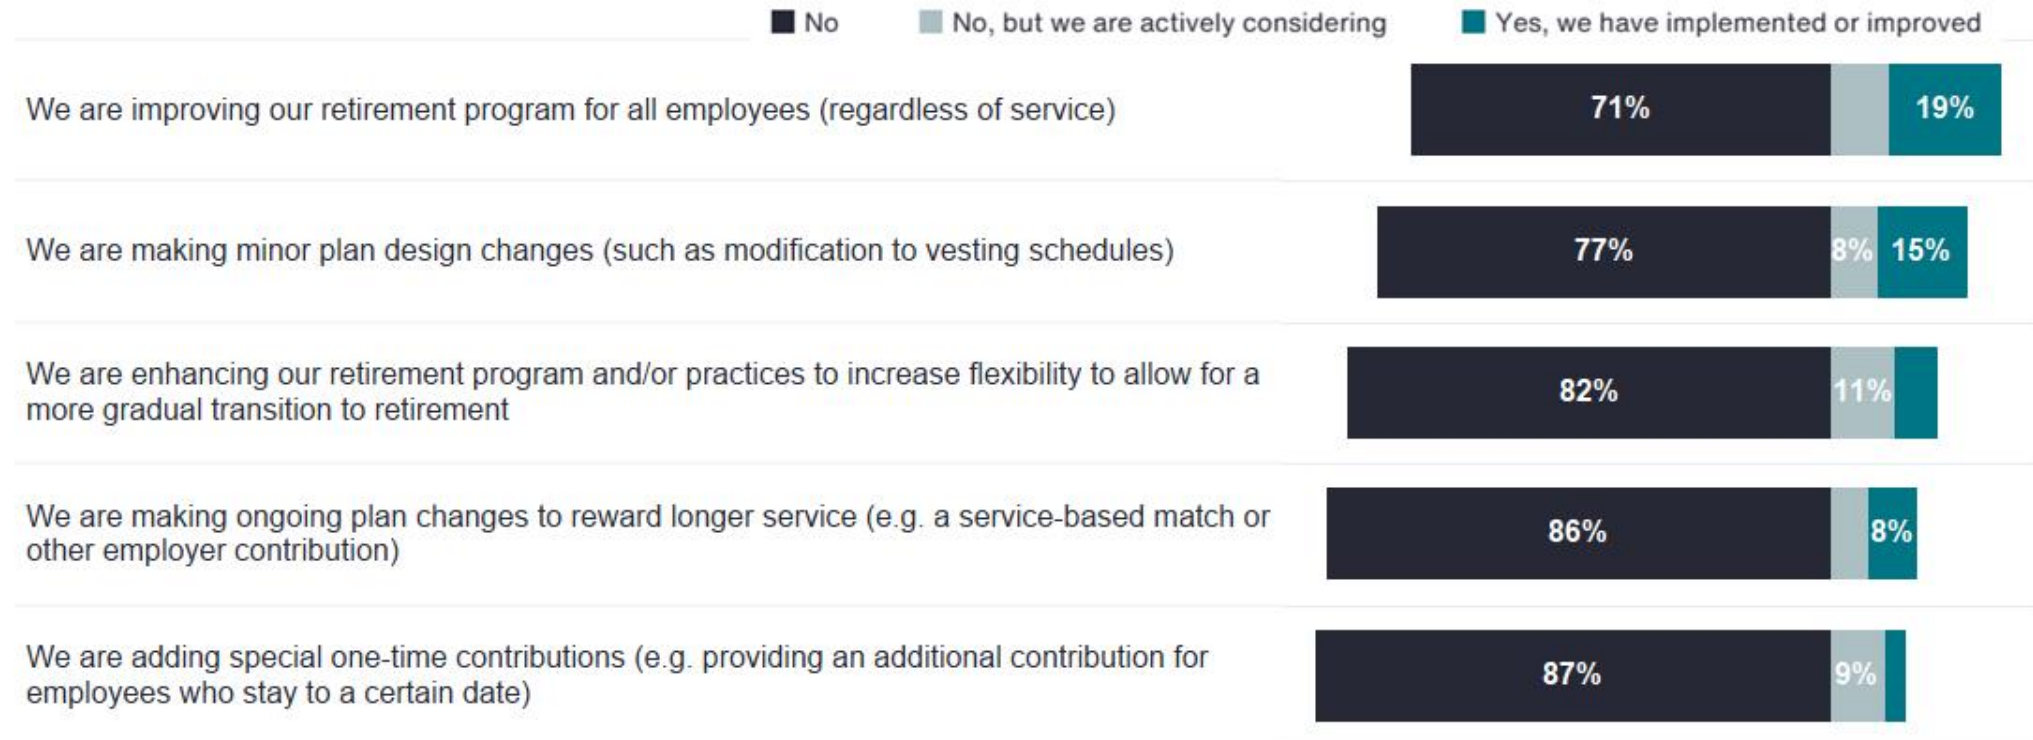 No No, but we are actively considering Yes, we have implemented or improved
We are improving our retirement program for all employees (regardless of service) 71% 19%
We are making minor plan design changes (such as modification to vesting schedules) 77% 8% 15%
We are enhancing our retirement program and/or practices to increase flexibility to allow for a
more gradual transition to retirement
82% 11%
We are making ongoing plan changes to reward longer service (e.g. a service-based match or
other employer contribution)
86% 8%
We are adding special one-time contributions (e.g. providing an additional contribution for
employees who stay to a certain date)
87% 9%